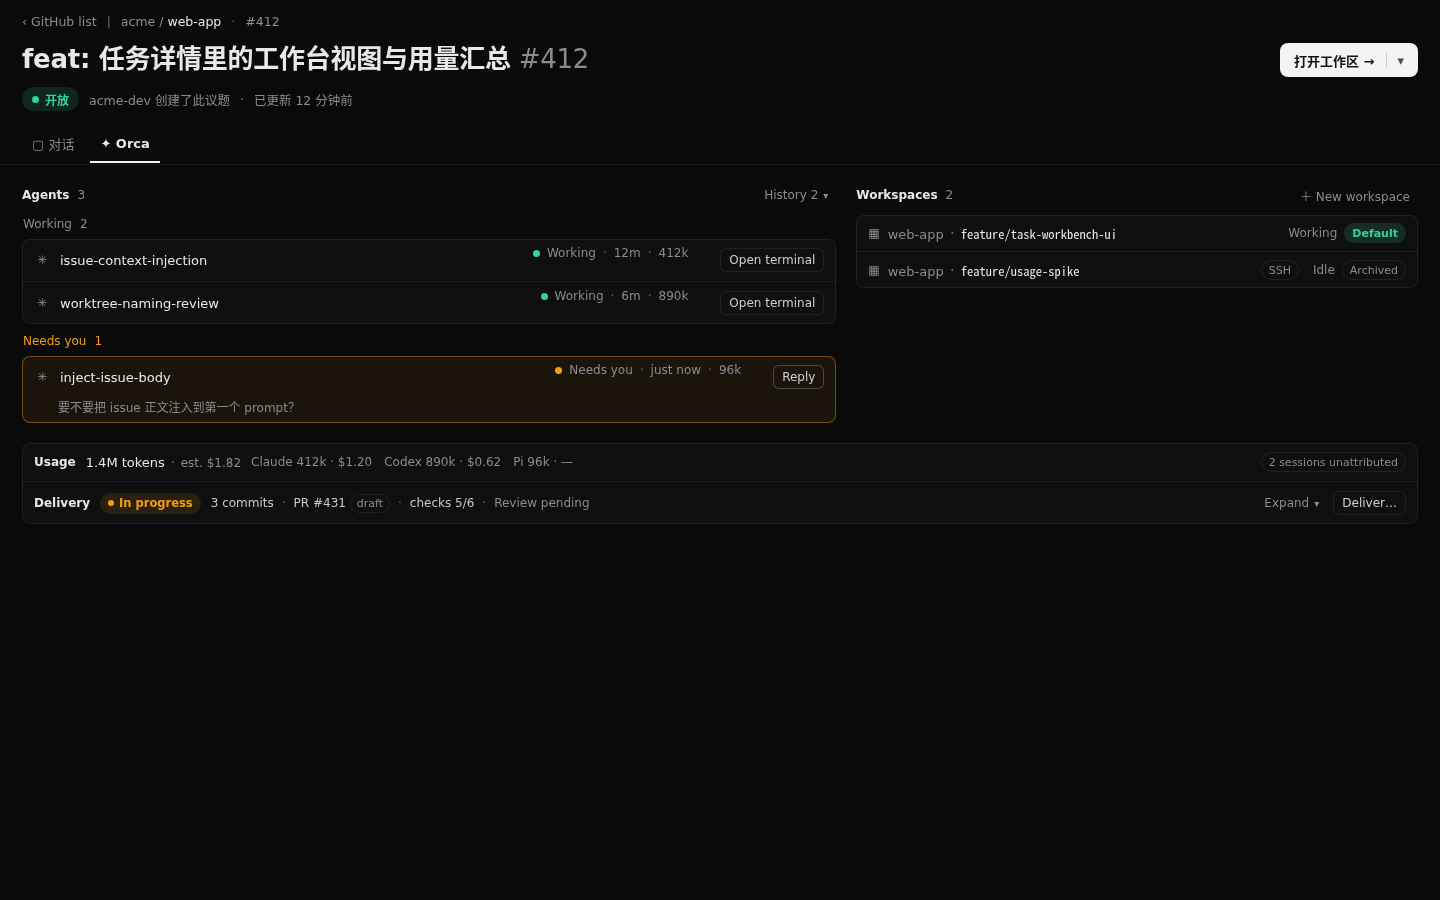 ‹ GitHub list | acme / web-app · #412
feat: 任务详情里的工作台视图与用量汇总 #412
打开工作区 → ▾
开放 acme-dev 创建了此议题 · 已更新 12 分钟前
对话 ✦ Orca
Agents 3 History 2 ▾
Working 2
issue-context-injection Working · 12m · 412k Open terminal
worktree-naming-review Working · 6m · 890k Open terminal
Needs you 1
inject-issue-body Needs you · just now · 96k Reply
要不要把 issue 正文注入到第一个 prompt?
Workspaces 2 + New workspace
web-app · feature/task-workbench-ui Working Default
web-app · feature/usage-spike SSH Idle Archived
Usage 1.4M tokens · est. $1.82 Claude 412k · $1.20 Codex 890k · $0.62 Pi 96k · — 2 sessions unattributed
Delivery In progress 3 commits · PR #431 draft · checks 5/6 · Review pending Expand ▾ Deliver...